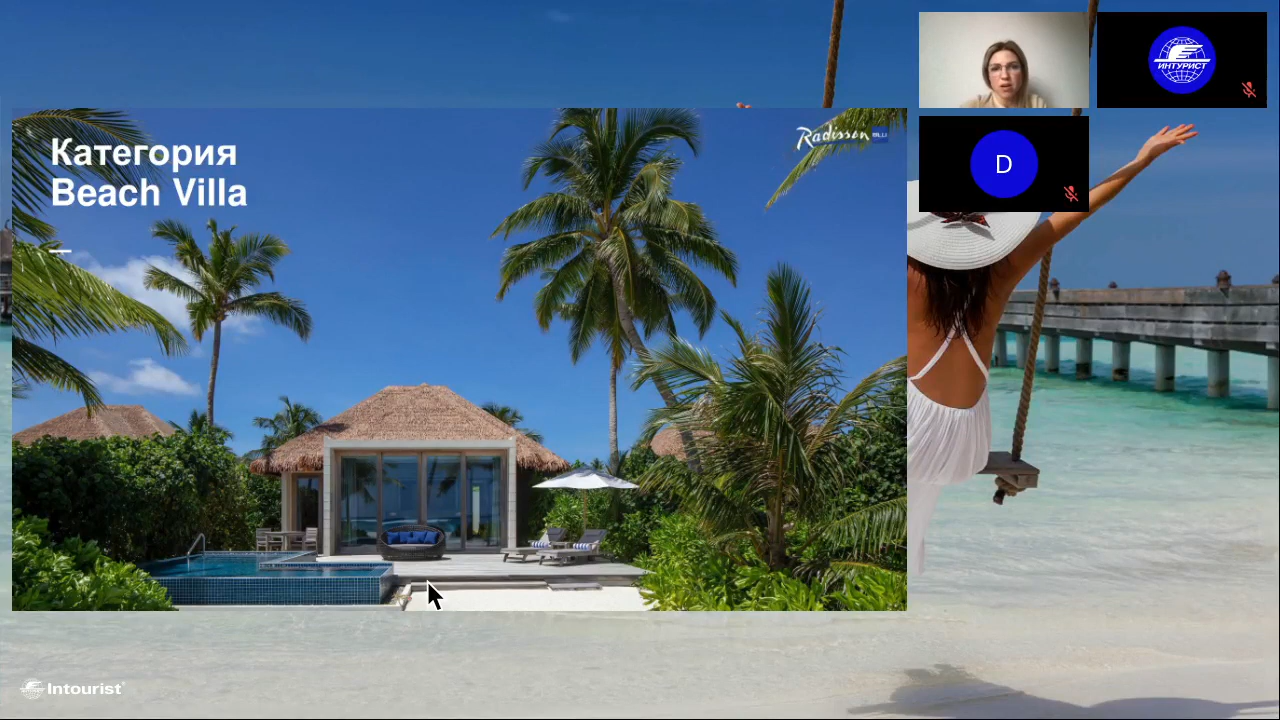 Категория
Beach Villa
Radisson BLU
ИНТУРИСТ
D
Intourist